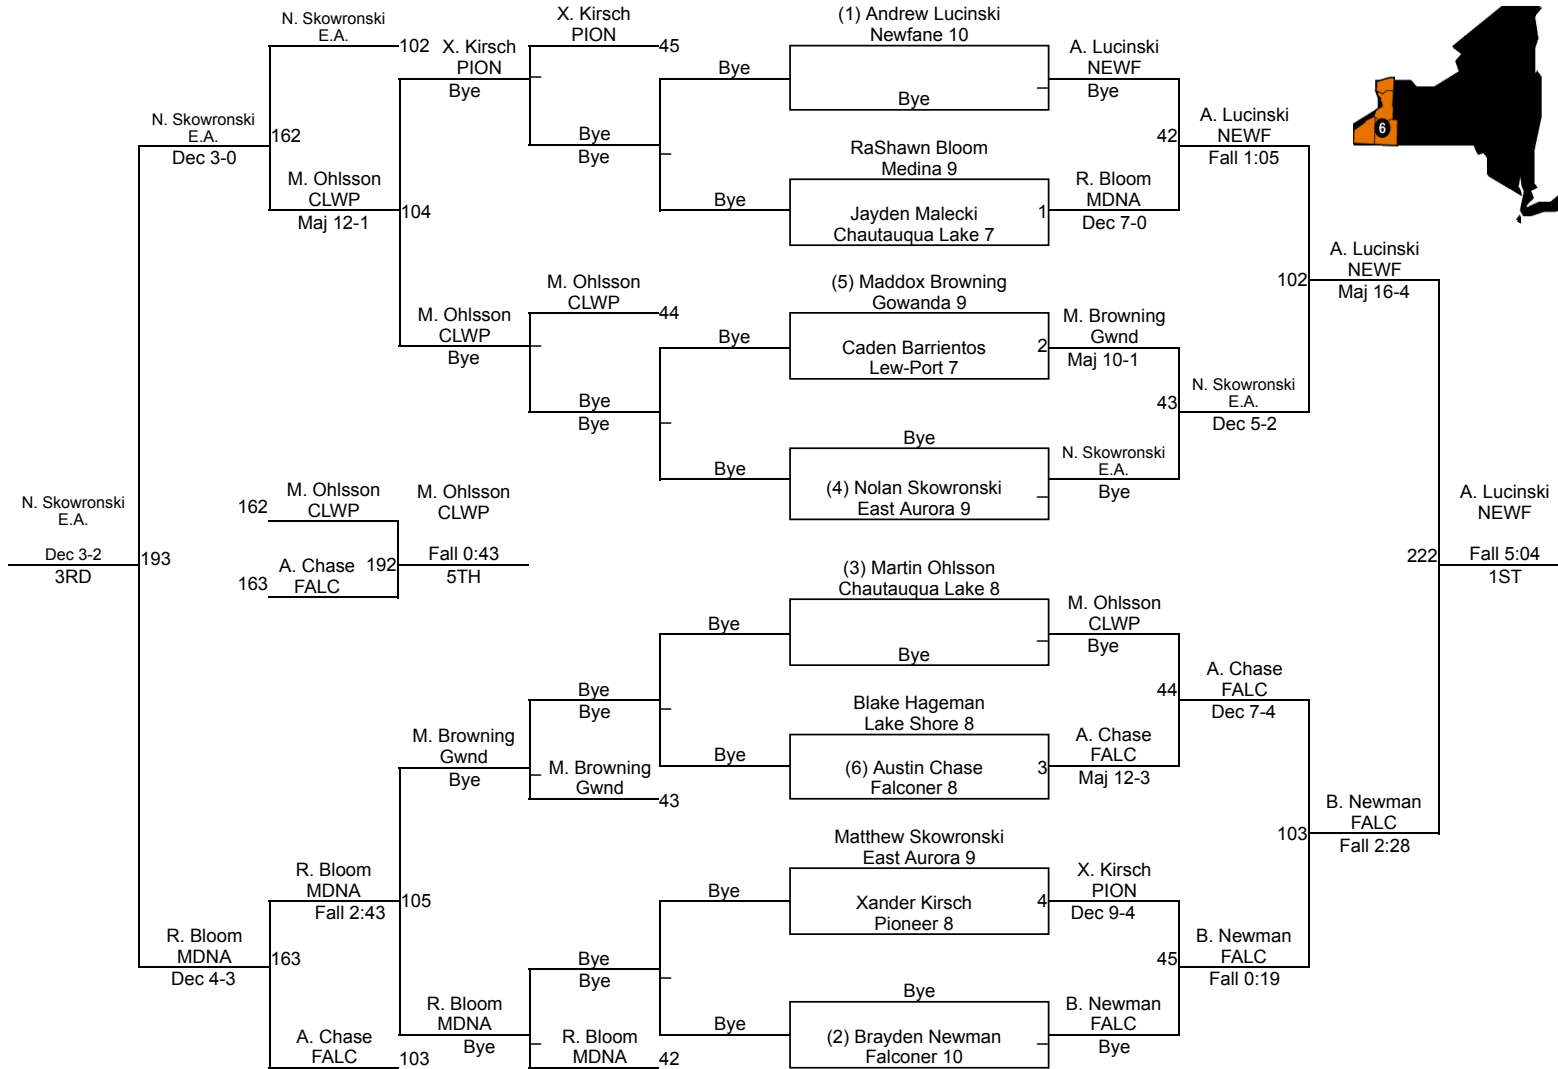 N. Skowronski
E.A.
102
162
N. Skowronski
E.A.
Dec 3-0
M. Ohlsson
CLWP
Maj 12-1
104
X. Kirsch
PION
Bye
X. Kirsch
PION
45
Bye
Bye
M. Ohlsson
CLWP
Bye
M. Ohlsson
CLWP
44
Bye
Bye
Bye
Bye
Bye
Bye
(1) Andrew Lucinski
Newfane 10
Bye
RaShawn Bloom
Medina 9
Jayden Malecki
Chautauqua Lake 7
1
(5) Maddox Browning
Gowanda 9
Caden Barrientos
Lew-Port 7
2
Bye
(4) Nolan Skowronski
East Aurora 9
A. Lucinski
NEWF
Bye
42
R. Bloom
MDNA
Dec 7-0
M. Browning
Gwnd
Maj 10-1
43
N. Skowronski
E.A.
Bye
A. Lucinski
NEWF
Fall 1:05
102
N. Skowronski
E.A.
Dec 5-2
A. Lucinski
NEWF
Maj 16-4
6
N. Skowronski
E.A.
Dec 3-2
3RD
193
162
M. Ohlsson
CLWP
163
A. Chase
FALC
192
M. Ohlsson
CLWP
Fall 0:43
5TH
222
A. Lucinski
NEWF
Fall 5:04
1ST
(3) Martin Ohlsson
Chautauqua Lake 8
Bye
Blake Hageman
Lake Shore 8
(6) Austin Chase
Falconer 8
3
Matthew Skowronski
East Aurora 9
Xander Kirsch
Pioneer 8
4
Bye
(2) Brayden Newman
Falconer 10
M. Ohlsson
CLWP
Bye
44
A. Chase
FALC
Maj 12-3
X. Kirsch
PION
Dec 9-4
45
B. Newman
FALC
Bye
A. Chase
FALC
Dec 7-4
103
B. Newman
FALC
Fall 0:19
B. Newman
FALC
Fall 2:28
Bye
Bye
Bye
Bye
Bye
Bye
M. Browning
Gwnd
43
M. Browning
Gwnd
Bye
Bye
Bye
R. Bloom
MDNA
42
R. Bloom
MDNA
Bye
R. Bloom
MDNA
Fall 2:43
105
R. Bloom
MDNA
Dec 4-3
163
A. Chase
FALC
103